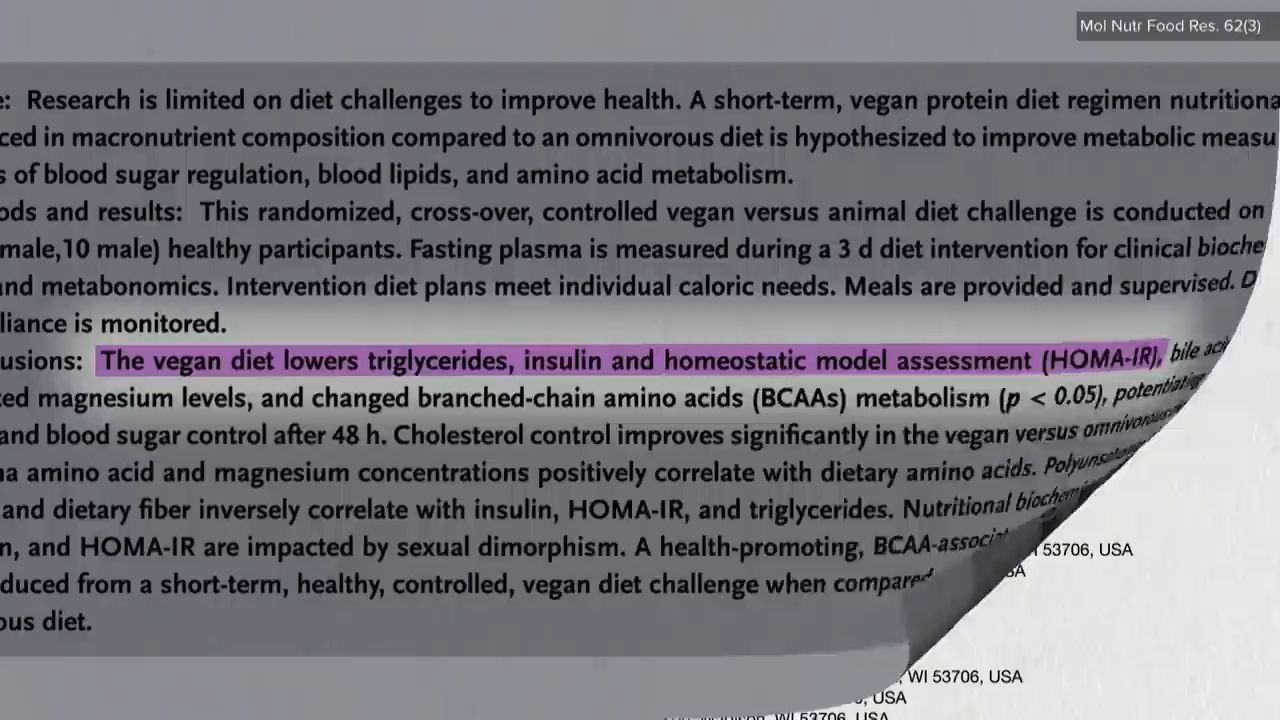 Mol Nutr Food Res. 62(3)
e: Research is limited on diet challenges to improve health. A short-term, vegan protein diet regimen nutritiona
ced in macronutrient composition compared to an omnivorous diet is hypothesized to improve metabolic measu
s of blood sugar regulation, blood lipids, and amino acid metabolism.
ods and results: This randomized, cross-over, controlled vegan versus animal diet challenge is conducted on
male,10 male) healthy participants. Fasting plasma is measured during a 3 d diet intervention for clinical bioche
and metabonomics. Intervention diet plans meet individual caloric needs. Meals are provided and supervised. D
liance is monitored.
usions: The vegan diet lowers triglycerides, insulin and homeostatic model assessment (HOMA-IR), bile aci
ed magnesium levels, and changed branched-chain amino acids (BCAAs) metabolism (p < 0.05), potentiating
and blood sugar control after 48 h. Cholesterol control improves significantly in the vegan versus omnivorous
na amino acid and magnesium concentrations positively correlate with dietary amino acids. Polyunsat
and dietary fiber inversely correlate with insulin, HOMA-IR, and triglycerides. Nutritional biochemi
n, and HOMA-IR are impacted by sexual dimorphism. A health-promoting, BCAA-associat
53706, USA
duced from a short-term, healthy, controlled, vegan diet challenge when compared
ous diet.
, WI 53706, USA
, USA
WI 53706, USA